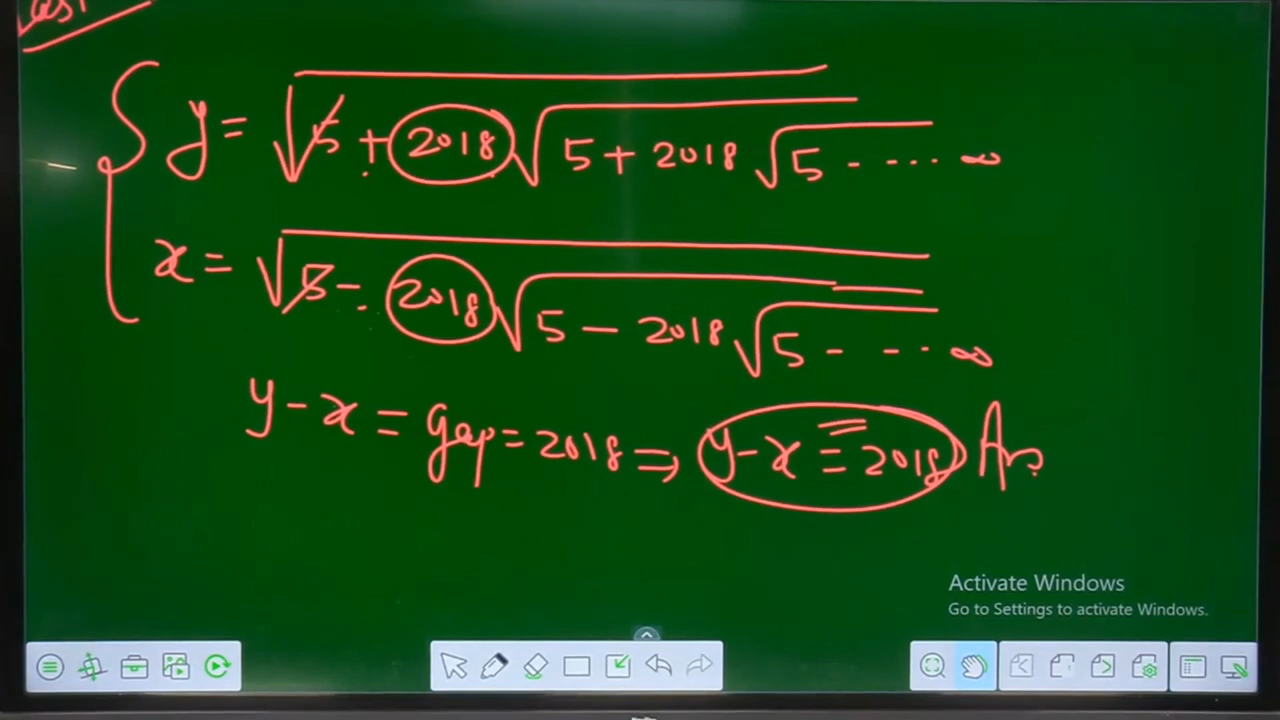 y = √5 + 2018 √5 + 2018 √5 - .... ∞
x = √5 - 2018 √5 - 2018 √5 - - .. ∞
y - x = gap = 2018 ⇒ y - x = 2018 Ans
Activate Windows
Go to Settings to activate Windows.